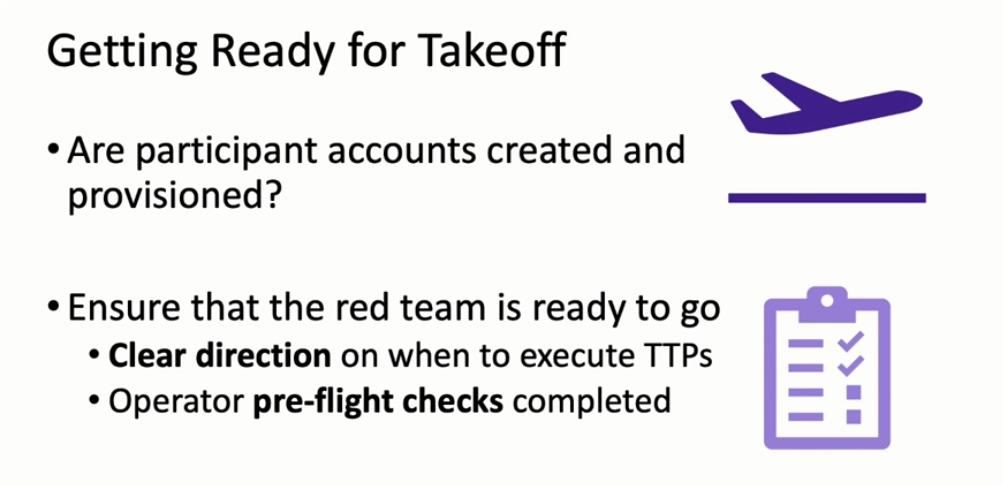 Getting Ready for Takeoff
• Are participant accounts created and
provisioned?
• Ensure that the red team is ready to go
• Clear direction on when to execute TTPs
• Operator pre-flight checks completed